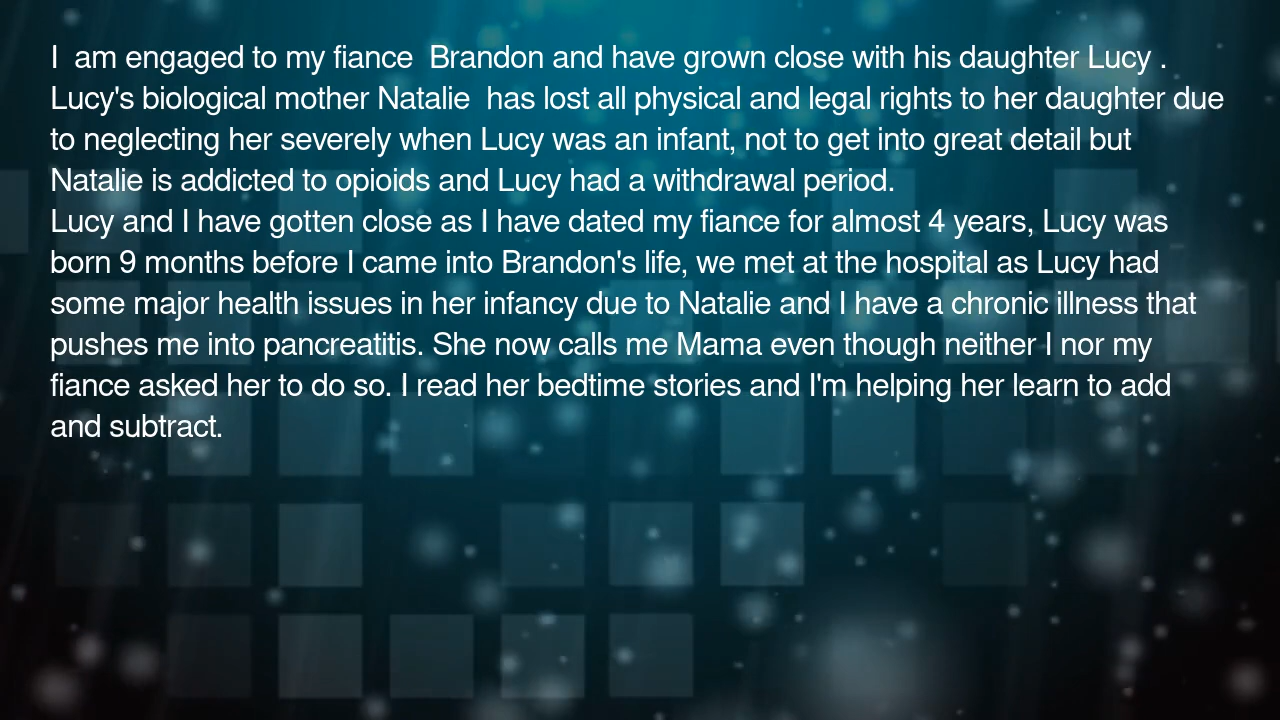 I  am engaged to my fiance  Brandon and have grown close with his daughter Lucy .
Lucy's biological mother Natalie  has lost all physical and legal rights to her daughter due
to neglecting her severely when Lucy was an infant, not to get into great detail but
Natalie is addicted to opioids and Lucy had a withdrawal period.
Lucy and I have gotten close as I have dated my fiance for almost 4 years, Lucy was
born 9 months before I came into Brandon's life, we met at the hospital as Lucy had
some major health issues in her infancy due to Natalie and I have a chronic illness that
pushes me into pancreatitis. She now calls me Mama even though neither I nor my
fiance asked her to do so. I read her bedtime stories and I'm helping her learn to add
and subtract.